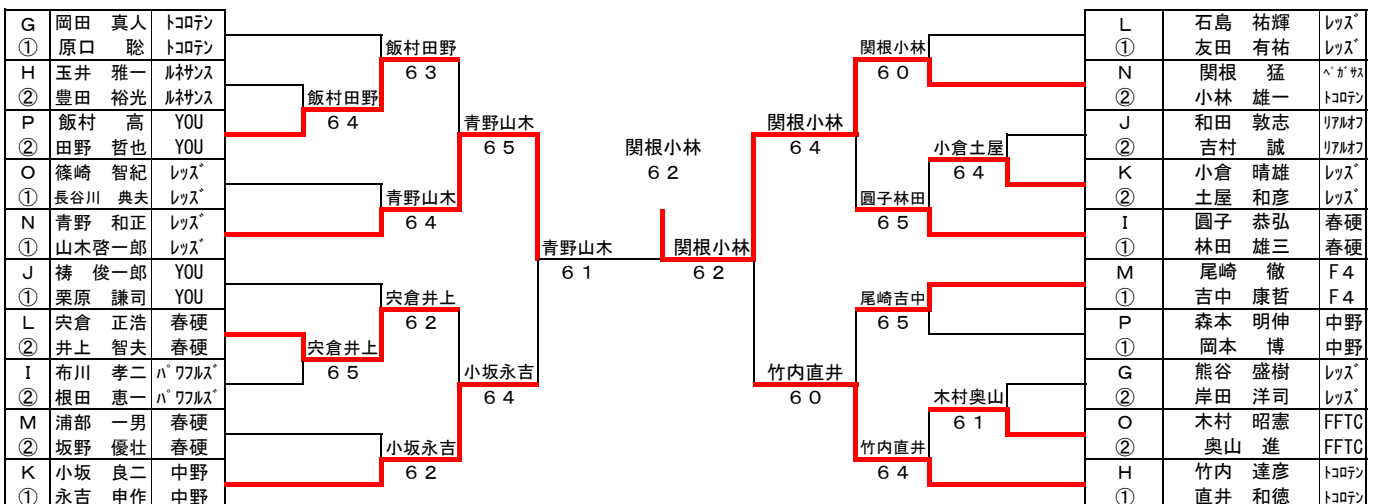 G 岡田 真人 トコロテン
① 原口 聡 トコロテン
H 玉井 雅一 ルネサンス
② 豊田 裕光 ルネサンス
P 飯村 高 YOU
② 田野 哲也 YOU
O 篠崎 智紀 レッズ
① 長谷川 典夫 レッズ
N 青野 和正 レッズ
① 山木啓一郎 レッズ
J 祷 俊一郎 YOU
① 栗原 謙司 YOU
L 宍倉 正浩 春硬
② 井上 智夫 春硬
I 布川 孝二 パワフルズ
② 根田 恵一 パワフルズ
M 浦部 一男 春硬
② 坂野 優壮 春硬
K 小坂 良二 中野
① 永吉 申作 中野
飯村田野
63
飯村田野
64
青野山木
65
青野山木
64
宍倉井上
62
宍倉井上
65
小坂永吉
64
小坂永吉
62
青野山木
61
関根小林
62
関根小林
62
関根小林
64
関根小林
60
小倉土屋
64
圓子林田
65
尾崎吉中
65
竹内直井
60
木村奥山
61
竹内直井
64
L 石島 祐輝 レッズ
① 友田 有祐 レッズ
N 関根 猛 ペガサス
② 小林 雄一 トコロテン
J 和田 敦志 リアルオフ
② 吉村 誠 リアルオフ
K 小倉 晴雄 レッズ
② 土屋 和彦 レッズ
I 圓子 恭弘 春硬
① 林田 雄三 春硬
M 尾崎 徹 F4
① 吉中 康哲 F4
P 森本 明伸 中野
① 岡本 博 中野
G 熊谷 盛樹 レッズ
② 岸田 洋司 レッズ
O 木村 昭憲 FFTC
② 奥山 進 FFTC
H 竹内 達彦 トコロテン
① 直井 和徳 トコロテン